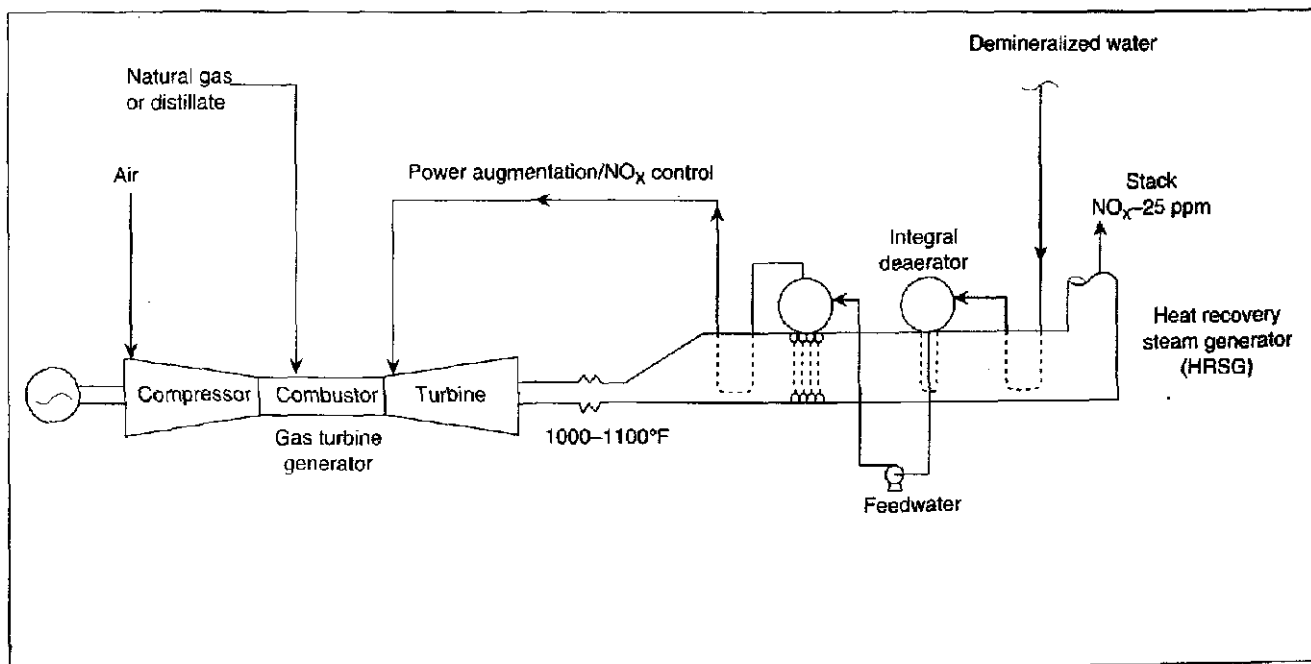 Demineralized water
Natural gas
or distillate
Air
Power augmentation/NOX control
Stack
NOX–25 ppm
Integral
deaerator
Heat recovery
steam generator
(HRSG)
Compressor
Combustor
Turbine
Gas turbine
generator
1000–1100°F
Feedwater